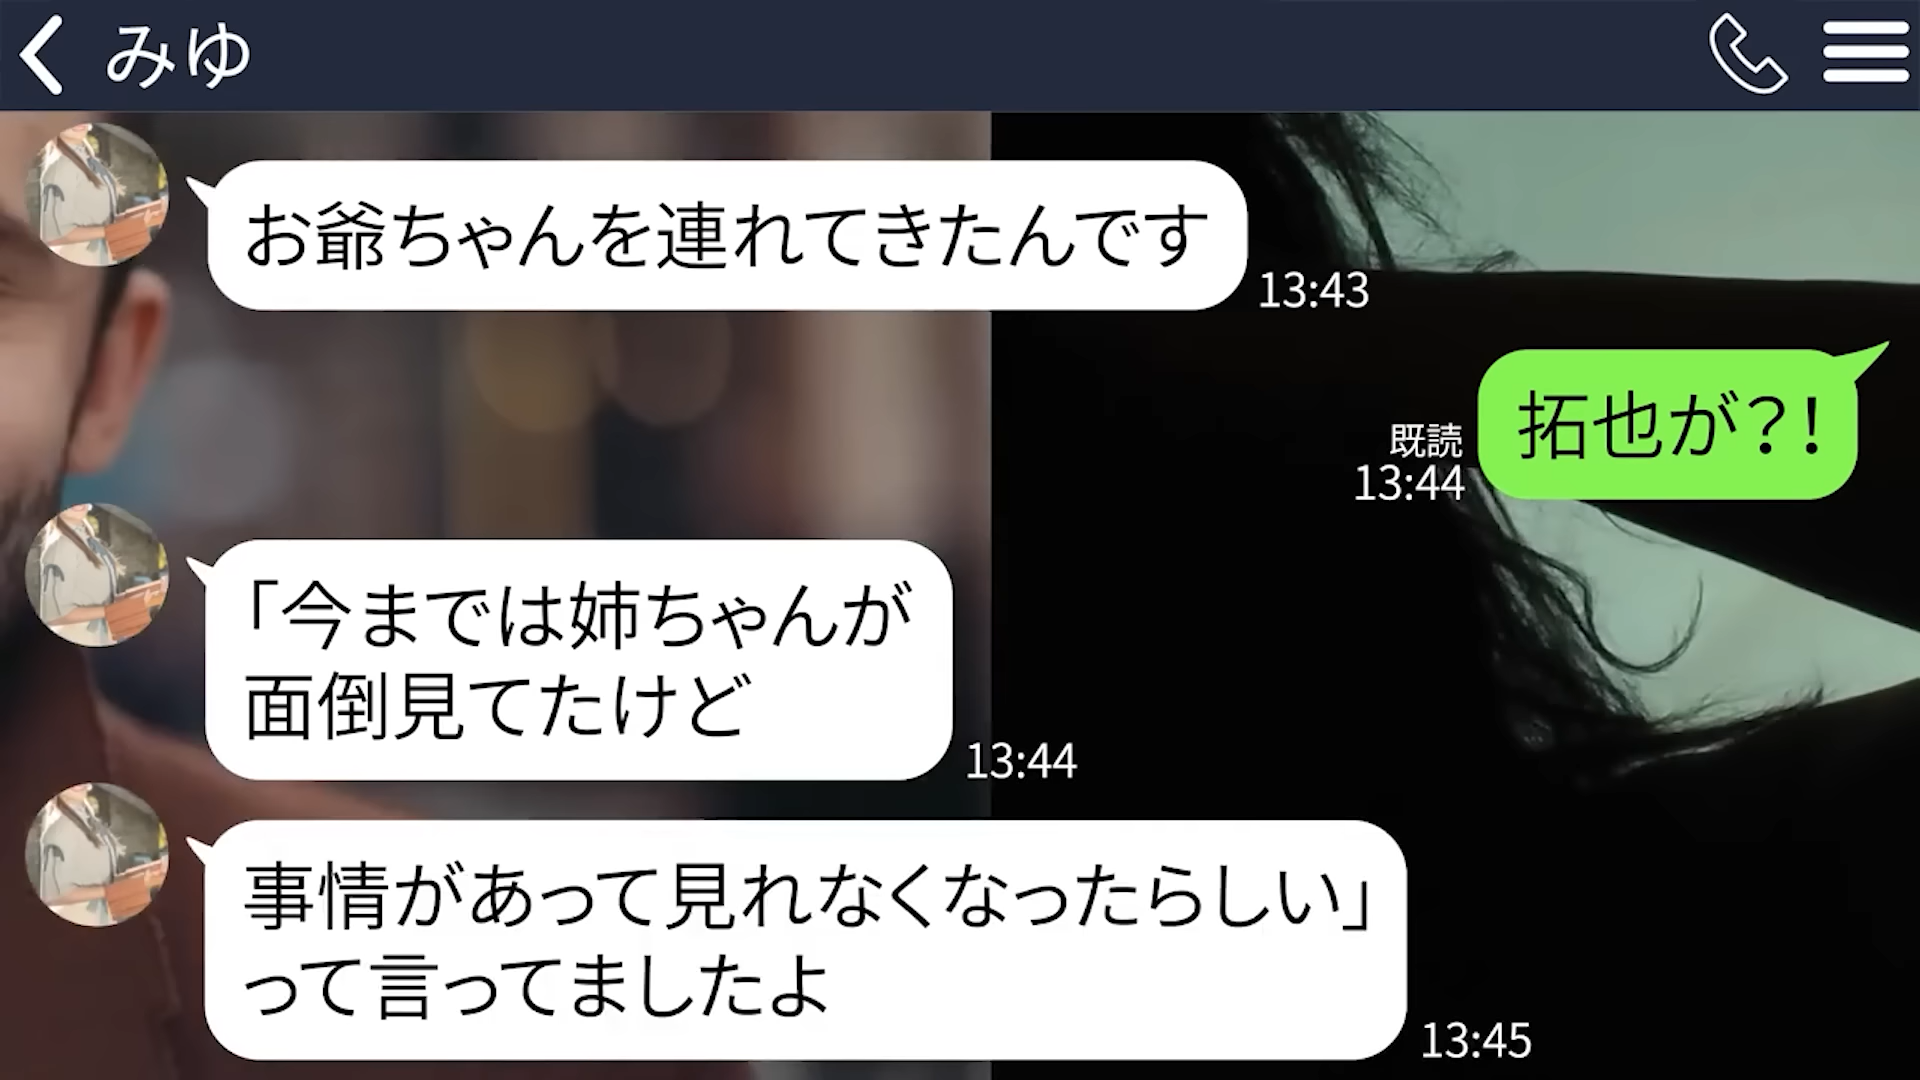 みゆ
お爺ちゃんを連れてきたんです
13:43
拓也が?!
既読
13:44
「今までは姉ちゃんが
面倒見てたけど
13:44
事情があって見れなくなったらしい」
って言ってましたよ
13:45